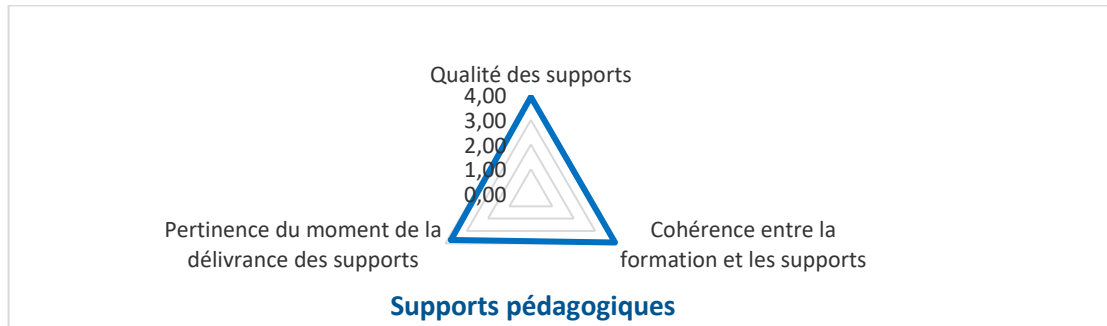 Qualité des supports
4,00
3,00
2,00
1,00
0,00
Pertinence du moment de la
délivrance des supports
Cohérence entre la
formation et les supports
Supports pédagogiques